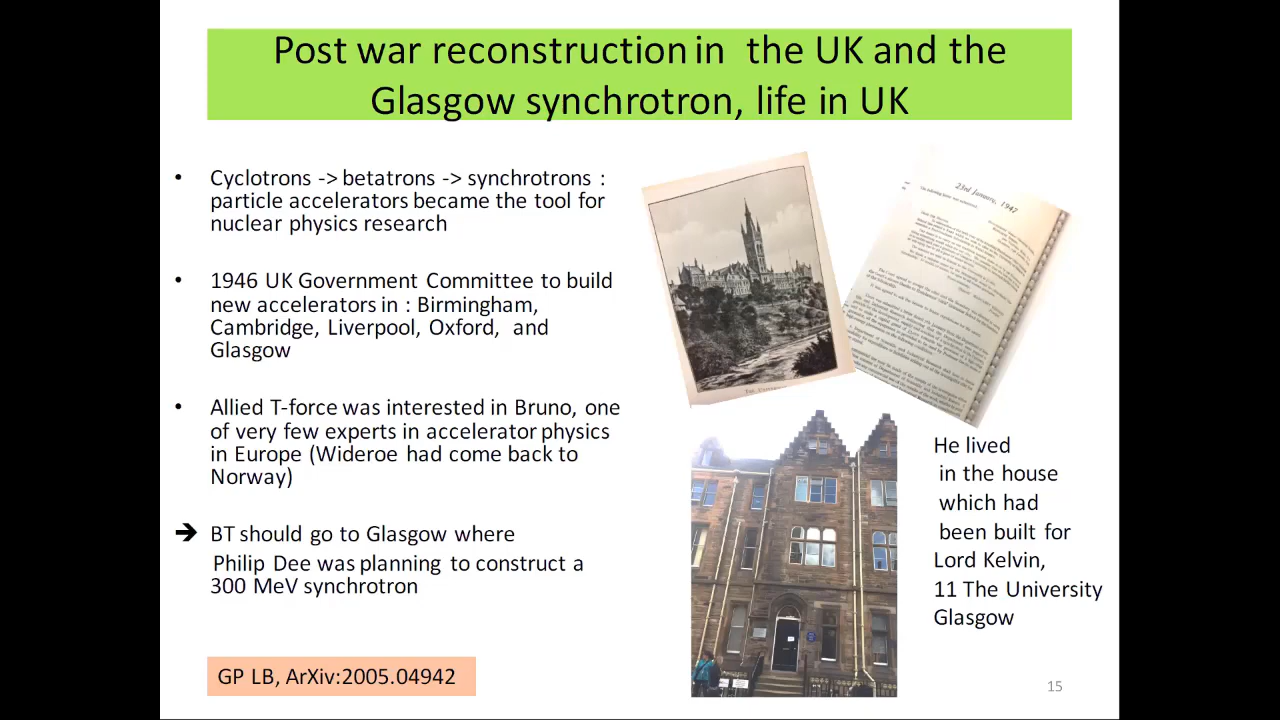 Post war reconstruction in the UK and the
Glasgow synchrotron, life in UK
• Cyclotrons -> betatrons -> synchrotrons :
particle accelerators became the tool for
nuclear physics research
• 1946 UK Government Committee to build
new accelerators in : Birmingham,
Cambridge, Liverpool, Oxford, and
Glasgow
• Allied T-force was interested in Bruno, one
of very few experts in accelerator physics
in Europe (Wideroe had come back to
Norway)
➔ BT should go to Glasgow where
Philip Dee was planning to construct a
300 MeV synchrotron
GP LB, ArXiv:2005.04942
23rd January, 1947
He lived
in the house
which had
been built for
Lord Kelvin,
11 The University
Glasgow
15